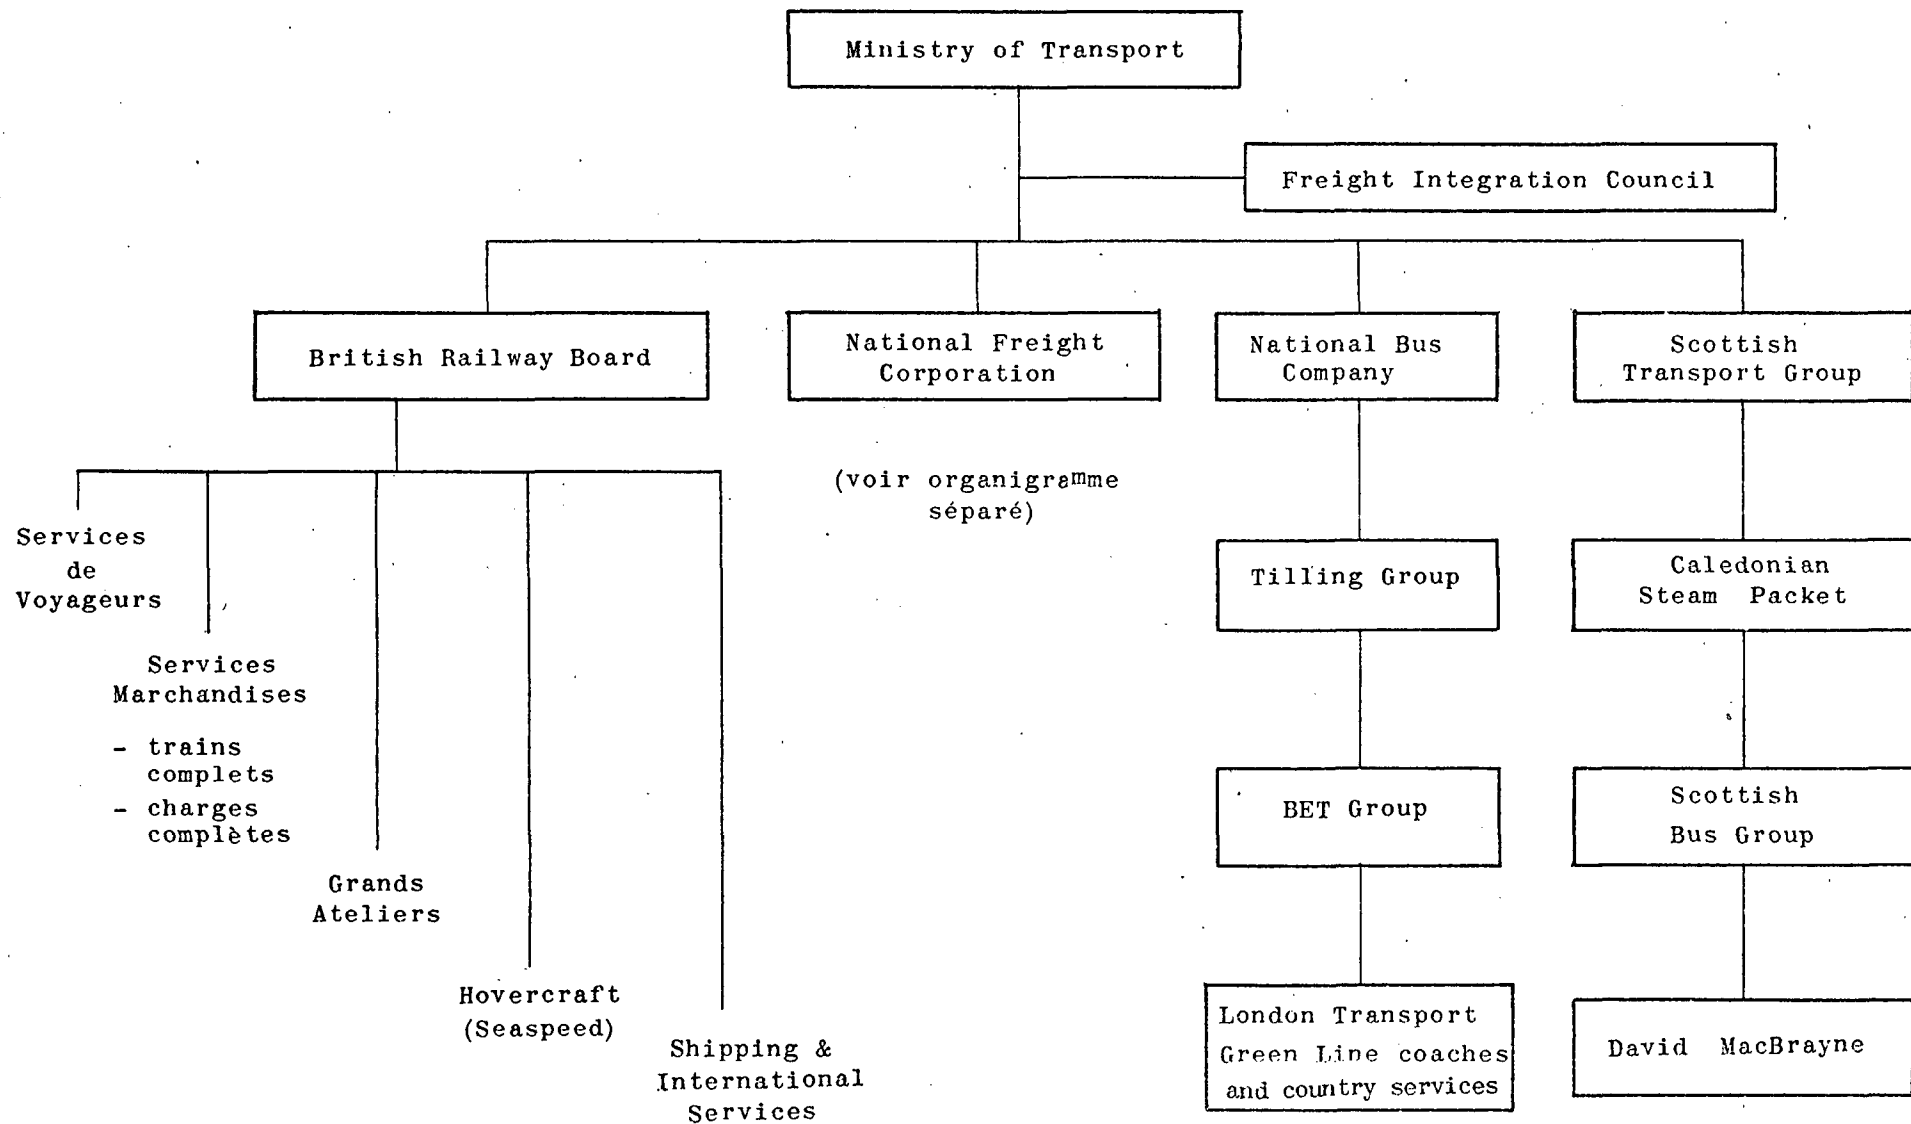 Ministry of Transport
Freight Integration Council
British Railway Board
National Freight
Corporation
(voir organigramme
séparé)
National Bus
Company
Scottish
Transport Group
Services
de
Voyageurs
Services
Marchandises
- trains
complets
- charges
complètes
Grands
Ateliers
Hovercraft
(Seaspeed)
Shipping &
International
Services
Tilling Group
BET Group
London Transport
Green Line coaches
and country services
Caledonian
Steam Packet
Scottish
Bus Group
David MacBrayne